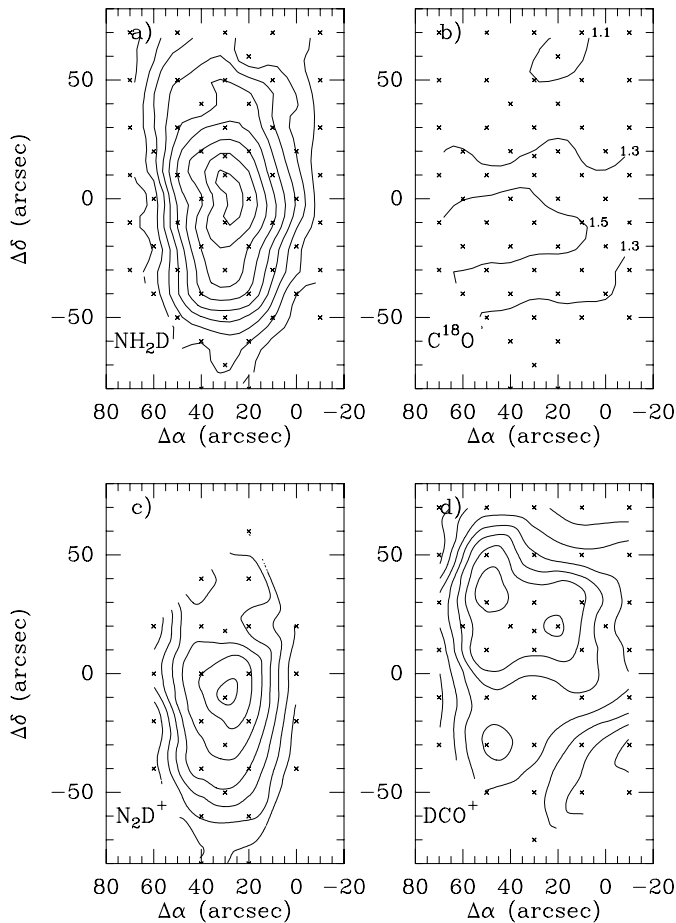 a) b)
1.1
50
1.3
0
1.5
1.3
−50
NH₂D C¹⁸O
80 60 40 20 0 −20 80 60 40 20 0 −20
Δα (arcsec) Δα (arcsec)
Δδ (arcsec)
c) d)
50
0
−50
N₂D⁺ DCO⁺
80 60 40 20 0 −20 80 60 40 20 0 −20
Δα (arcsec) Δα (arcsec)
Δδ (arcsec)